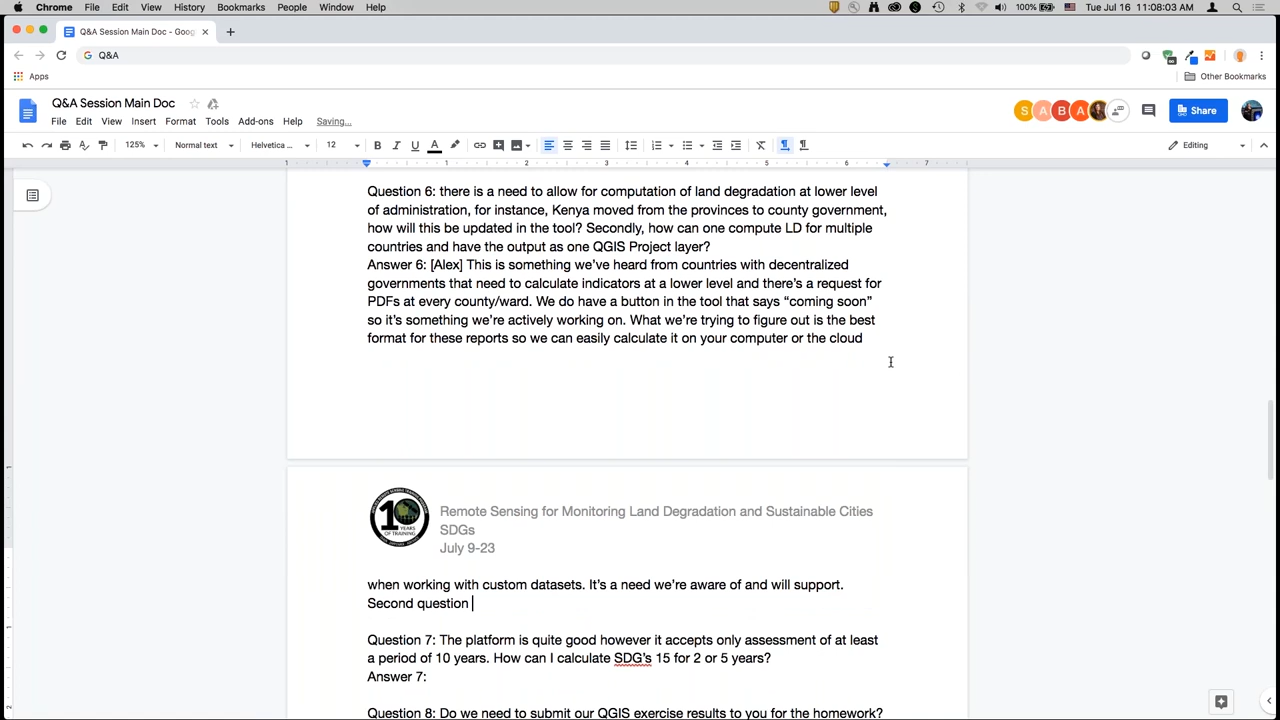 Chrome File Edit View History Bookmarks People Window Help 100% Tue Jul 16 11:08:03 AM
Q&A Session Main Doc - Goog
Q&A
Apps Other Bookmarks
Q&A Session Main Doc
File Edit View Insert Format Tools Add-ons Help Saving...
S A B A Share
125% Normal text Helvetica ... 12 B I U A Editing
1 1 2 3 4 5 6 7
Question 6: there is a need to allow for computation of land degradation at lower level
of administration, for instance, Kenya moved from the provinces to county government,
how will this be updated in the tool? Secondly, how can one compute LD for multiple
countries and have the output as one QGIS Project layer?
Answer 6: [Alex] This is something we've heard from countries with decentralized
governments that need to calculate indicators at a lower level and there's a request for
PDFs at every county/ward. We do have a button in the tool that says “coming soon”
so it's something we're actively working on. What we're trying to figure out is the best
format for these reports so we can easily calculate it on your computer or the cloud
10 YEARS OF TRAINING
Remote Sensing for Monitoring Land Degradation and Sustainable Cities
SDGs
July 9-23
when working with custom datasets. It's a need we're aware of and will support.
Second question
Question 7: The platform is quite good however it accepts only assessment of at least
a period of 10 years. How can I calculate SDG's 15 for 2 or 5 years?
Answer 7:
Question 8: Do we need to submit our QGIS exercise results to you for the homework?